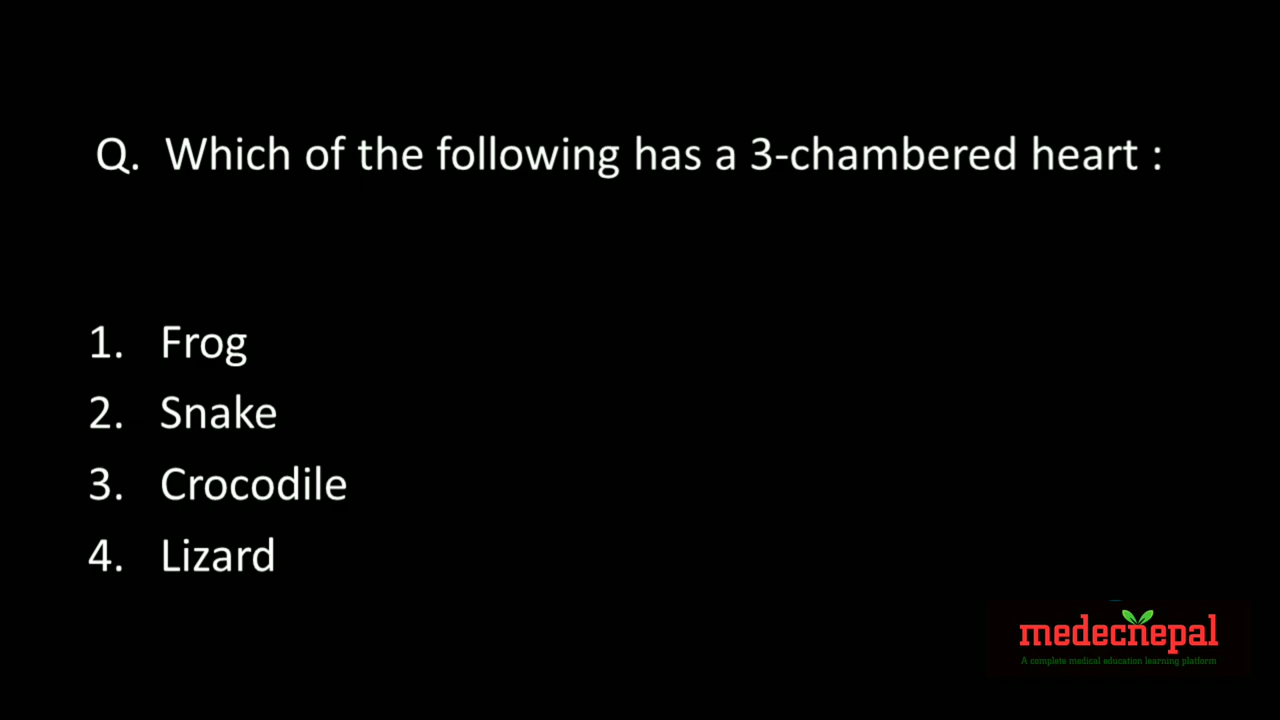 Q. Which of the following has a 3-chambered heart :
1. Frog
2. Snake
3. Crocodile
4. Lizard
medecnepal
A complete medical education learning platform